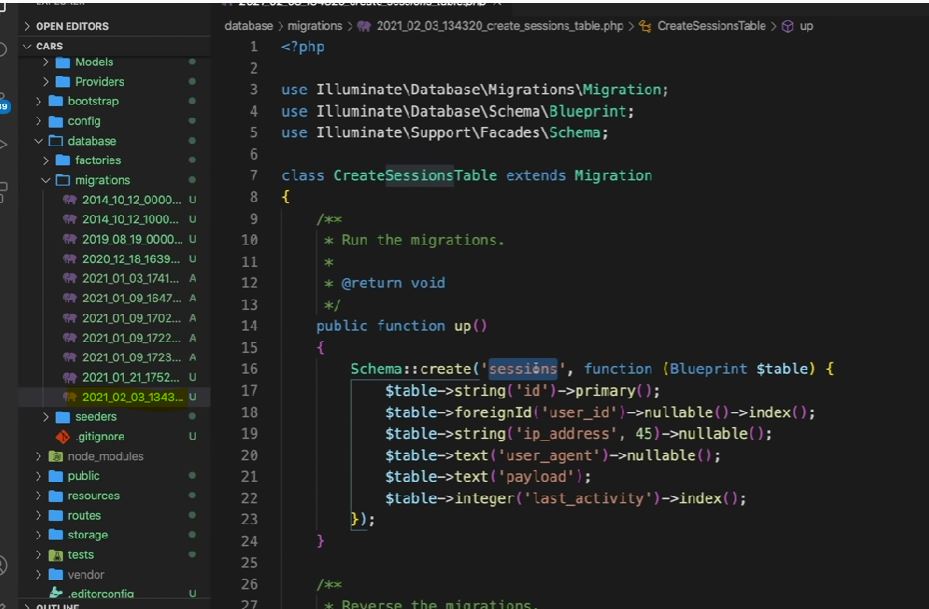 OPEN EDITORS
CARS
Models
Providers
bootstrap
config
database
factories
migrations
2014_10_12_0000... U
2014_10_12_1000... U
2019_08_19_0000... U
2020_12_18_1639... U
2021_01_03_1741... A
2021_01_09_1647... A
2021_01_09_1702... A
2021_01_09_1722... A
2021_01_09_1723... A
2021_01_21_1752... U
2021_02_03_1343... U
seeders
.gitignore U
node_modules
public
resources
routes
storage
tests
vendor
.editorconfig U
OUTLINE
database > migrations > 2021_02_03_134320_create_sessions_table.php > CreateSessionsTable > up
1 <?php
2
3 use Illuminate\Database\Migrations\Migration;
4 use Illuminate\Database\Schema\Blueprint;
5 use Illuminate\Support\Facades\Schema;
6
7 class CreateSessionsTable extends Migration
8 {
9 /**
10 * Run the migrations.
11 *
12 * @return void
13 */
14 public function up()
15 {
16 Schema::create('sessions', function (Blueprint $table) {
17 $table->string('id')->primary();
18 $table->foreignId('user_id')->nullable()->index();
19 $table->string('ip_address', 45)->nullable();
20 $table->text('user_agent')->nullable();
21 $table->text('payload');
22 $table->integer('last_activity')->index();
23 });
24 }
25
26 /**
27 * Reverse the migrations.